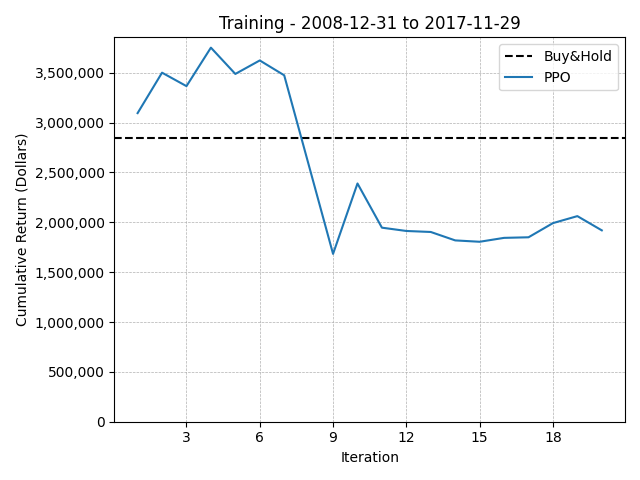 Training - 2008-12-31 to 2017-11-29
Buy&Hold
PPO
Cumulative Return (Dollars)
3,500,000
3,000,000
2,500,000
2,000,000
1,500,000
1,000,000
500,000
0
3 6 9 12 15 18
Iteration